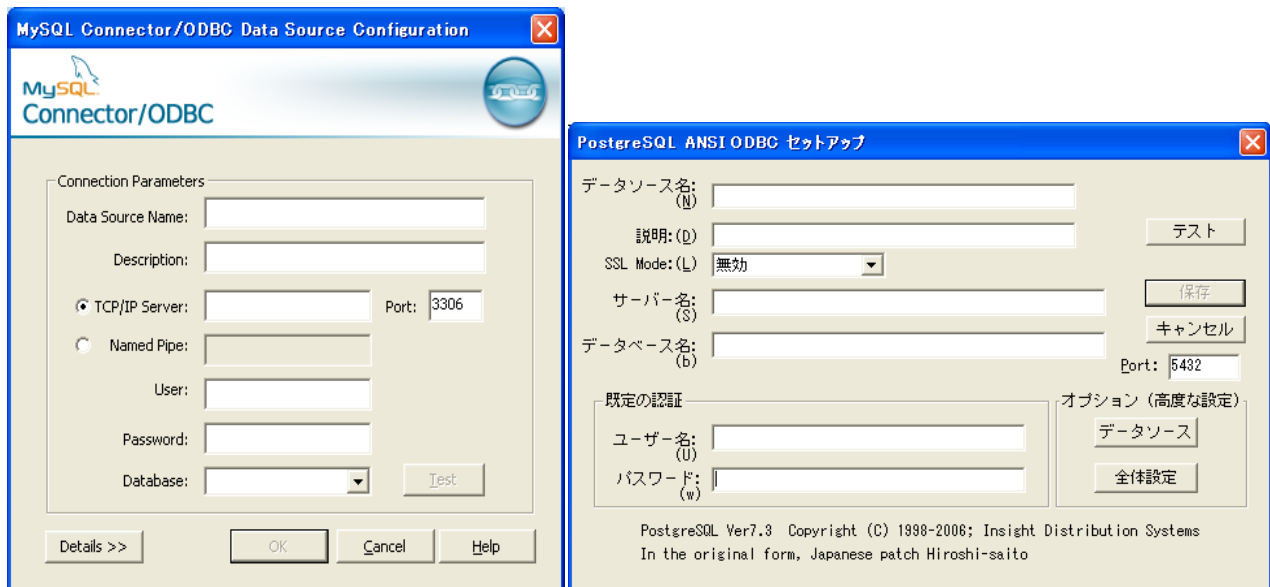 MySQL Connector/ODBC Data Source Configuration
MySQL
Connector/ODBC
Connection Parameters
Data Source Name:
Description:
TCP/IP Server:
Port: 3306
Named Pipe:
User:
Password:
Database:
Test
Details >>
OK
Cancel
Help
PostgreSQL ANSI ODBC セットアップ
データソース名:
(N)
説明:(D)
テスト
SSL Mode:(L) 無効
サーバー名:
(S)
保存
キャンセル
データベース名:
(b)
Port: 5432
既定の認証
ユーザー名:
(U)
パスワード:
(w)
オプション (高度な設定)
データソース
全体設定
PostgreSQL Ver7.3 Copyright (C) 1998-2006; Insight Distribution Systems
In the original form, Japanese patch Hiroshi-saito